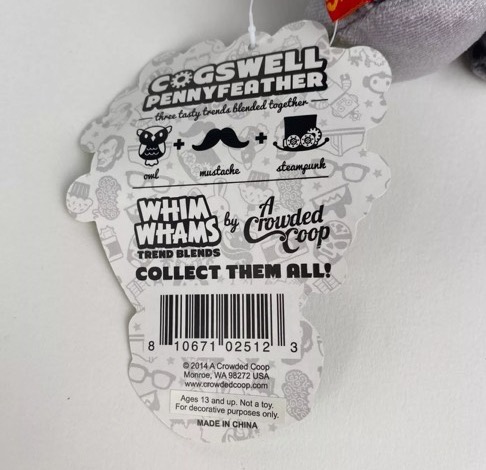 COGSWELL
PENNYFEATHER
three tasty trends blended together
owl + mustache + steampunk
WHIM WHAMS
TREND BLENDS
by
A Crowded Coop
COLLECT THEM ALL!
8 10671 02512 3
© 2014 A Crowded Coop
Monroe, WA 98272 USA
www.crowdedcoop.com
Ages 13 and up. Not a toy.
For decorative purposes only.
MADE IN CHINA